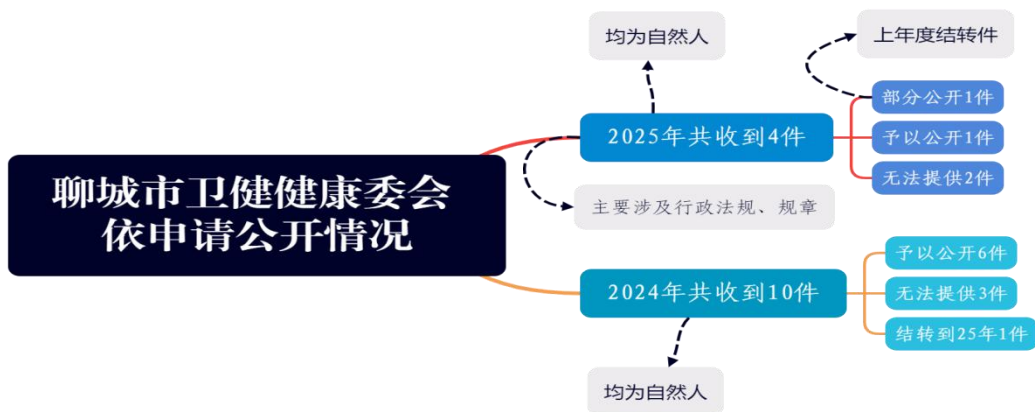 聊城市卫健健康委会
依申请公开情况
均为自然人
上年度结转件
2025年共收到4件
部分公开1件
予以公开1件
无法提供2件
主要涉及行政法规、规章
2024年共收到10件
予以公开6件
无法提供3件
结转到25年1件
均为自然人